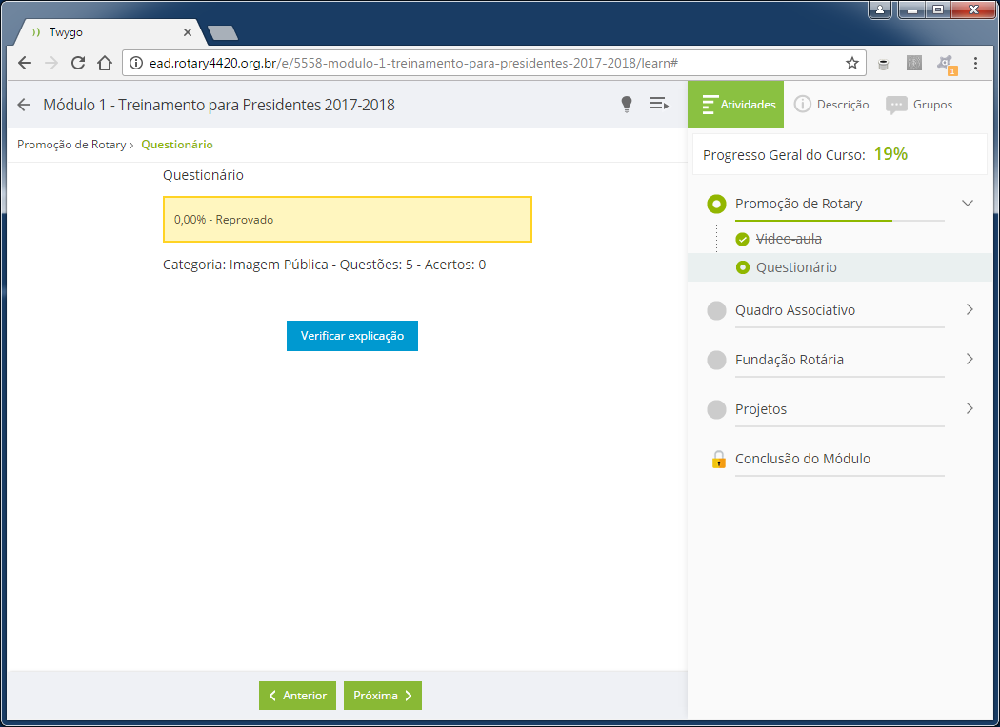 Twygo
ead.rotary4420.org.br/e/5558-modulo-1-treinamento-para-presidentes-2017-2018/learn#
1
Módulo 1 - Treinamento para Presidentes 2017-2018
Atividades
Descrição
Grupos
Promoção de Rotary › Questionário
Questionário
0,00% - Reprovado
Categoria: Imagem Pública - Questões: 5 - Acertos: 0
Verificar explicação
Anterior
Próxima
Progresso Geral do Curso: 19%
Promoção de Rotary
Video-aula
Questionário
Quadro Associativo
Fundação Rotária
Projetos
Conclusão do Módulo